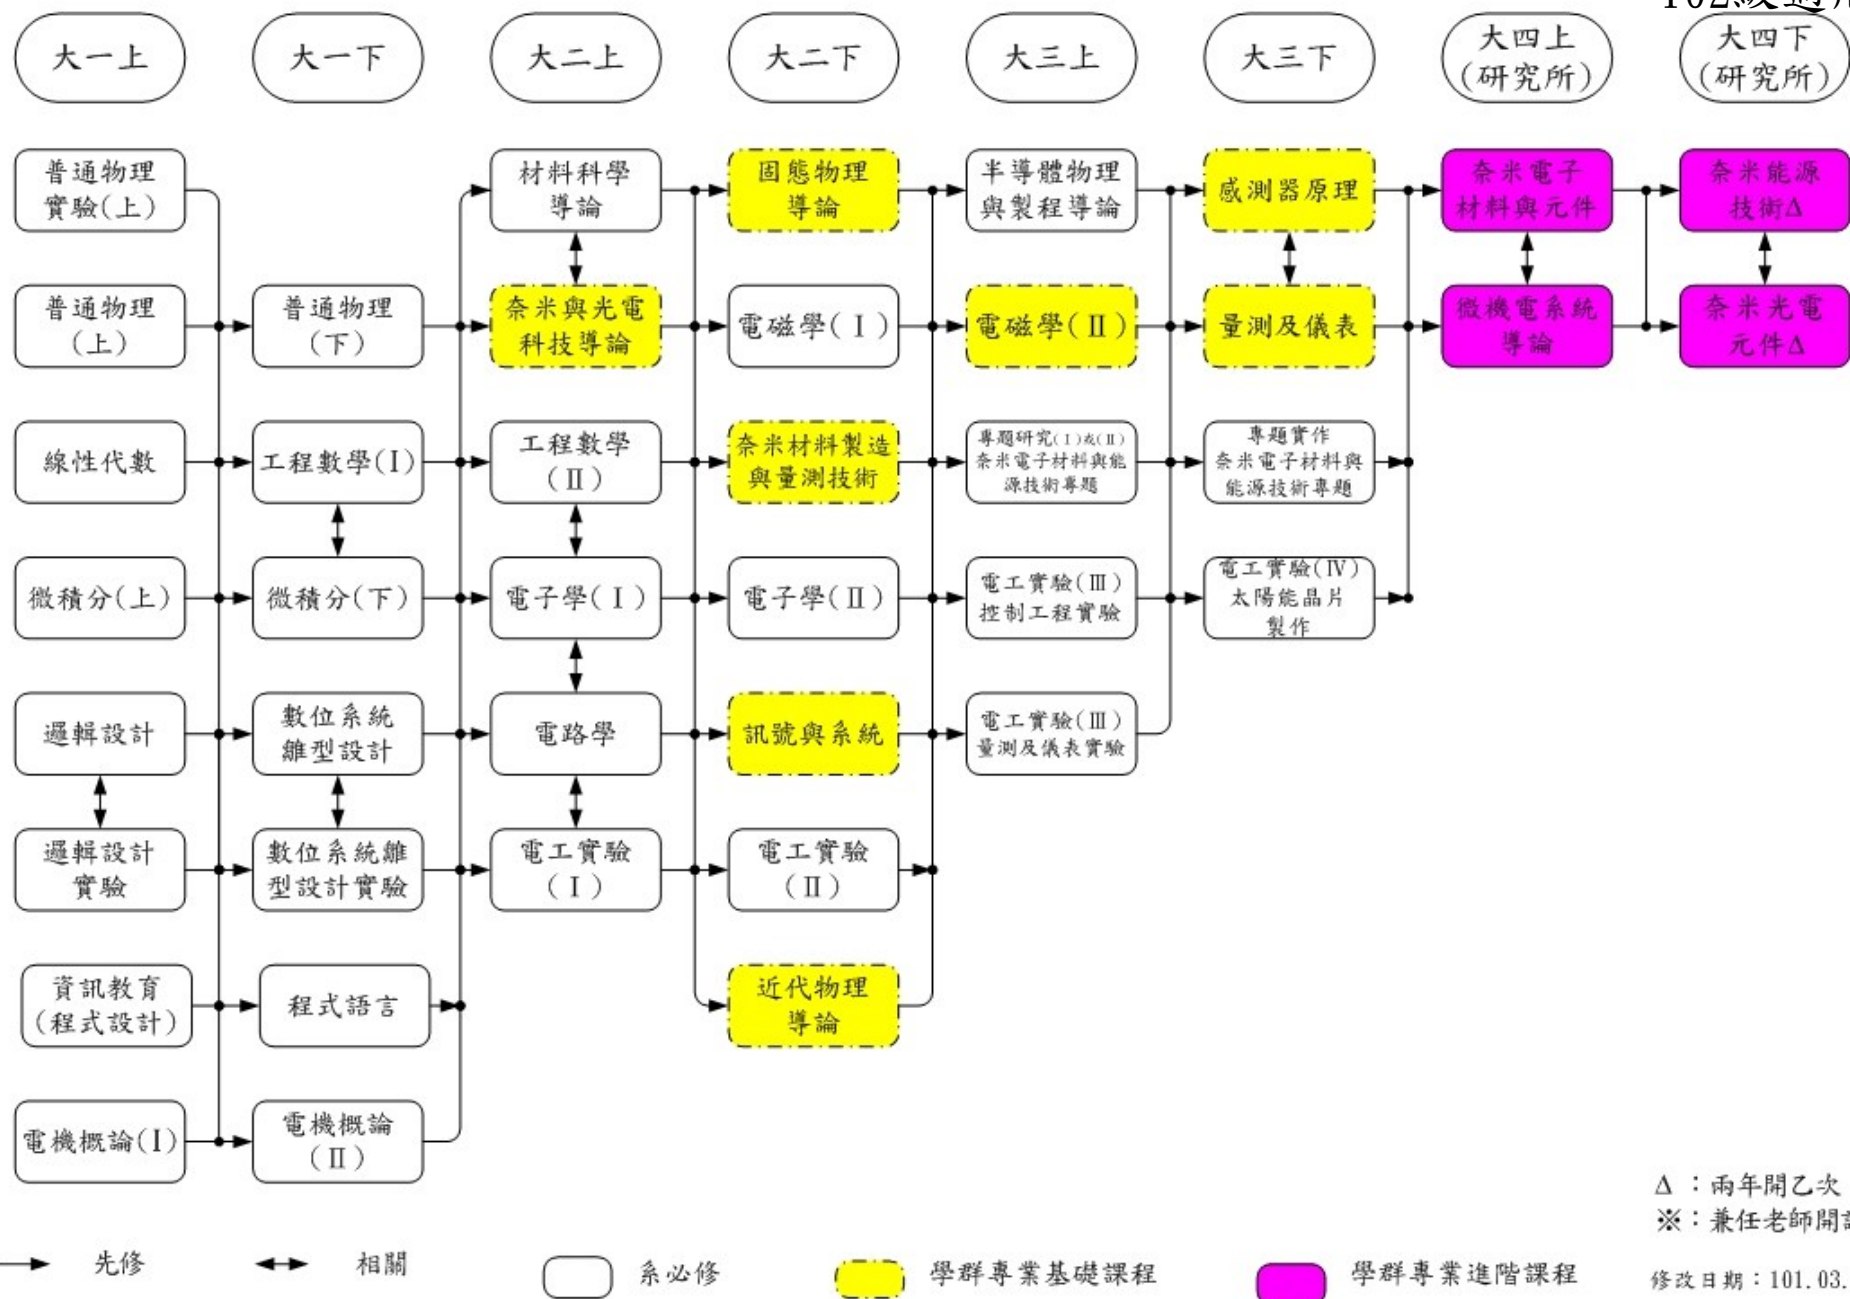 102級適用
大一上
大一下
大二上
大二下
大三上
大三下
大四上
(研究所)
大四下
(研究所)
普通物理
實驗(上)
材料科學
導論
固態物理
導論
半導體物理
與製程導論
感測器原理
奈米電子
材料與元件
奈米能源
技術Δ
普通物理
(上)
普通物理
(下)
奈米與光電
科技導論
電磁學(Ⅰ)
電磁學(Ⅱ)
量測及儀表
微機電系統
導論
奈米光電
元件Δ
線性代數
工程數學(I)
工程數學
(Ⅱ)
奈米材料製造
與量測技術
專題研究(Ⅰ)或(Ⅱ)
奈米電子材料與能
源技術專題
專題實作
奈米電子材料與
能源技術專題
微積分(上)
微積分(下)
電子學(Ⅰ)
電子學(Ⅱ)
電工實驗(Ⅲ)
控制工程實驗
電工實驗(Ⅳ)
太陽能晶片
製作
邏輯設計
數位系統
雛型設計
電路學
訊號與系統
電工實驗(Ⅲ)
量測及儀表實驗
邏輯設計
實驗
數位系統雛
型設計實驗
電工實驗
(Ⅰ)
電工實驗
(Ⅱ)
資訊教育
(程式設計)
程式語言
近代物理
導論
電機概論(I)
電機概論
(Ⅱ)
Δ：兩年開乙次
※：兼任老師開
先修
相關
系必修
學群專業基礎課程
學群專業進階課程
修改日期：101.03.